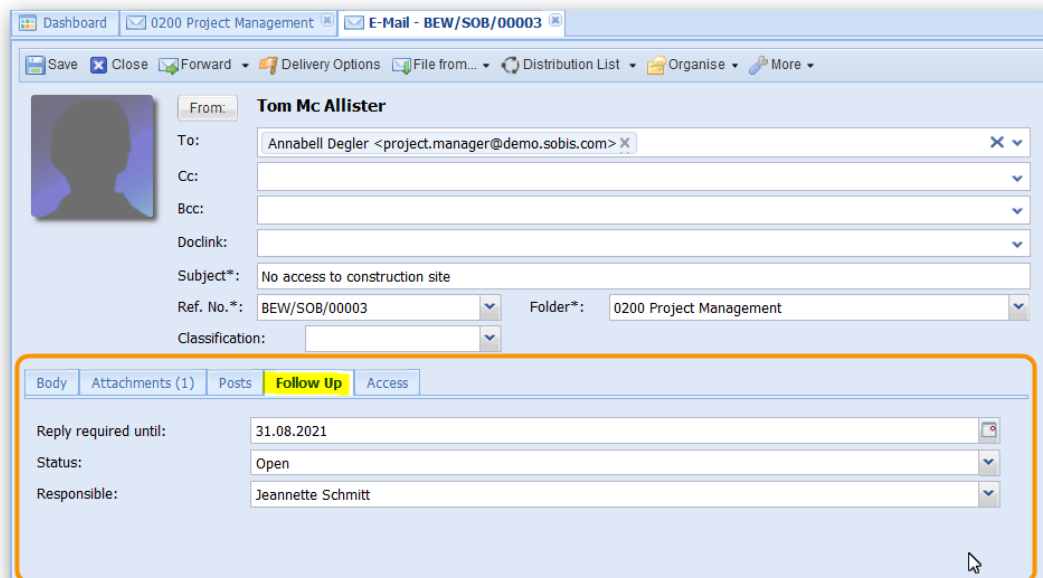 Dashboard 0200 Project Management E-Mail - BEW/SOB/00003
Save Close Forward Delivery Options File from... Distribution List Organise More
From: Tom Mc Allister
To: Annabell Degler <project.manager@demo.sobis.com>
Cc:
Bcc:
Doclink:
Subject*: No access to construction site
Ref. No.*: BEW/SOB/00003 Folder*: 0200 Project Management
Classification:
Body Attachments (1) Posts Follow Up Access
Reply required until: 31.08.2021
Status: Open
Responsible: Jeannette Schmitt